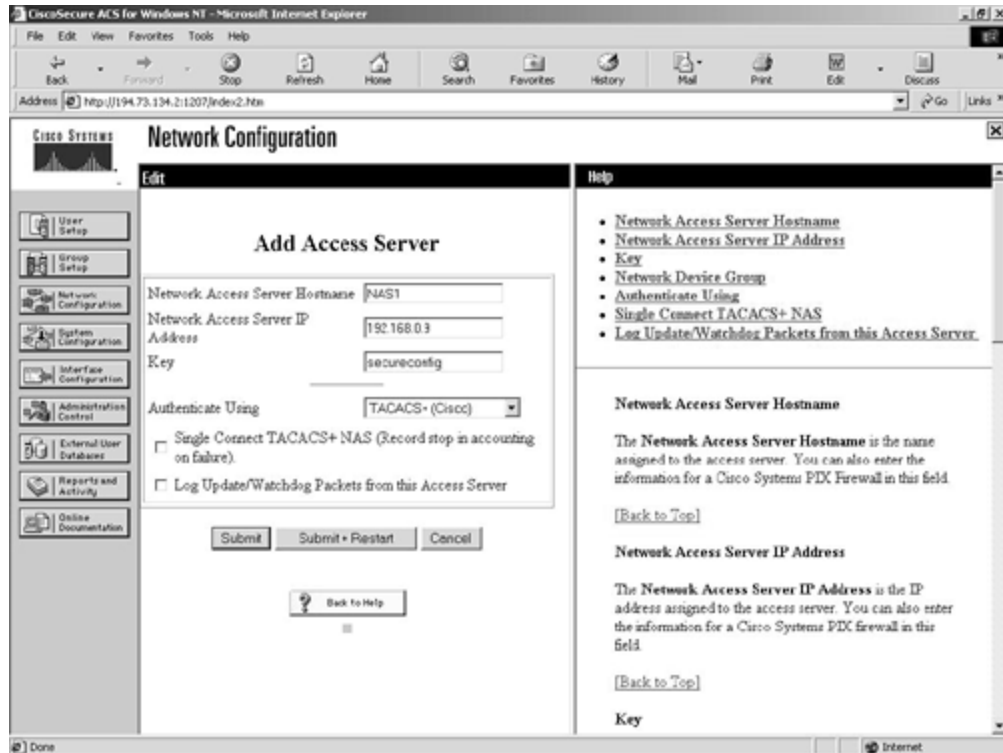 CiscoSecure ACS for Windows NT - Microsoft Internet Explorer
File Edit View Favorites Tools Help
Back Forward Stop Refresh Home Search Favorites History Mail Print Edit Discuss
Address http://194.73.134.2:1207/index2.htm Go Links
CISCO SYSTEMS
Network Configuration
User Setup
Group Setup
Network Configuration
System Configuration
Interface Configuration
Administration Control
External User Databases
Reports and Activity
Online Documentation
Edit
Add Access Server
Network Access Server Hostname NAS1
Network Access Server IP
Address 192.168.0.3
Key secureconfig
Authenticate Using TACACS+ (Cisco)
Single Connect TACACS+ NAS (Record stop in accounting
on failure).
Log Update/Watchdog Packets from this Access Server
Submit Submit + Restart Cancel
? Back to Help
Help
• Network Access Server Hostname
• Network Access Server IP Address
• Key
• Network Device Group
• Authenticate Using
• Single Connect TACACS+ NAS
• Log Update/Watchdog Packets from this Access Server
Network Access Server Hostname
The Network Access Server Hostname is the name
assigned to the access server. You can also enter the
information for a Cisco Systems PIX Firewall in this field.
[Back to Top]
Network Access Server IP Address
The Network Access Server IP Address is the IP
address assigned to the access server. You can also enter
the information for a Cisco Systems PIX firewall in this
field.
[Back to Top]
Key
Done Internet